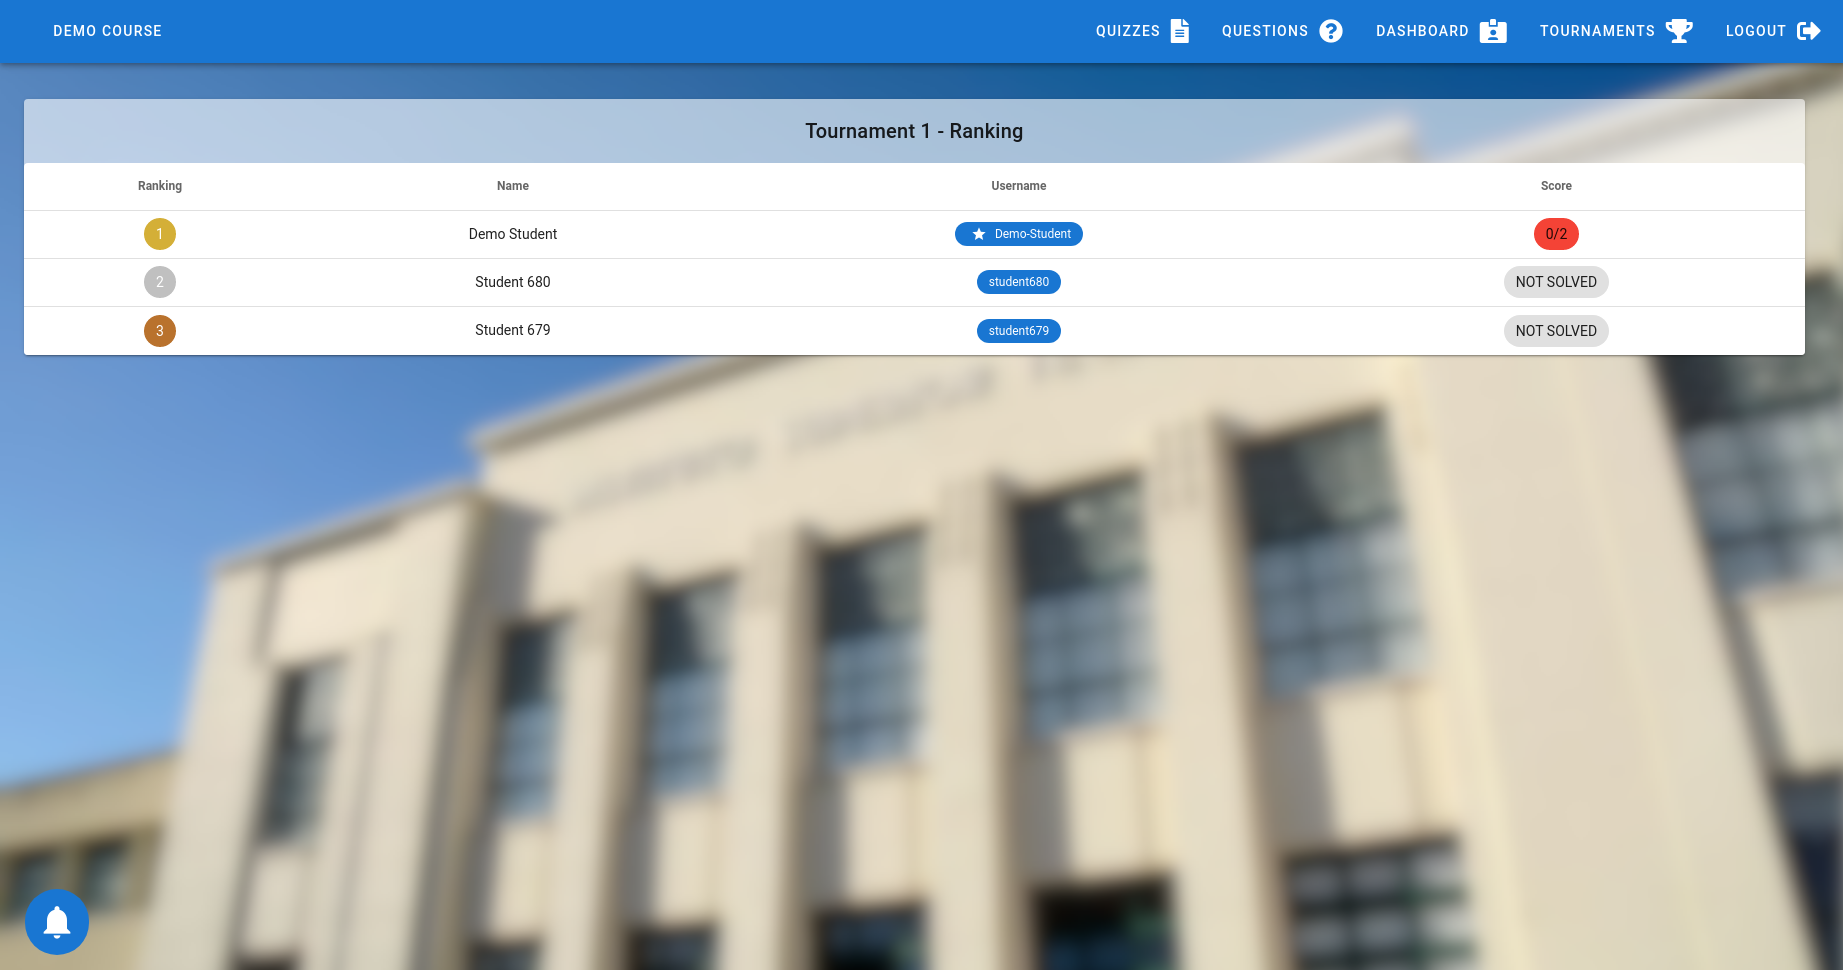 DEMO COURSE QUIZZES QUESTIONS DASHBOARD TOURNAMENTS LOGOUT
Tournament 1 - Ranking
Ranking Name Username Score
1 Demo Student Demo-Student 0/2
2 Student 680 student680 NOT SOLVED
3 Student 679 student679 NOT SOLVED